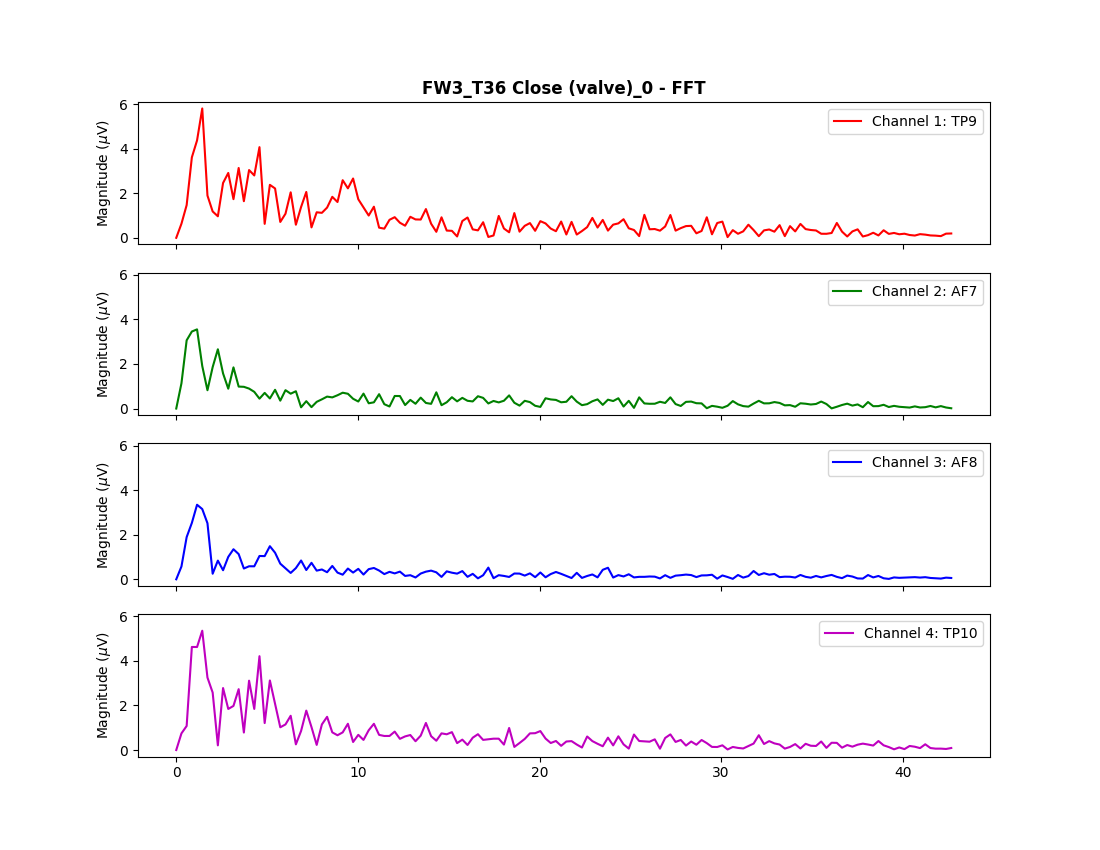 FW3_T36 Close (valve)_0 - FFT
Magnitude (μV)
6
4
2
0
Channel 1: TP9
Magnitude (μV)
6
4
2
0
Channel 2: AF7
Magnitude (μV)
6
4
2
0
Channel 3: AF8
Magnitude (μV)
6
4
2
0
Channel 4: TP10
0 10 20 30 40